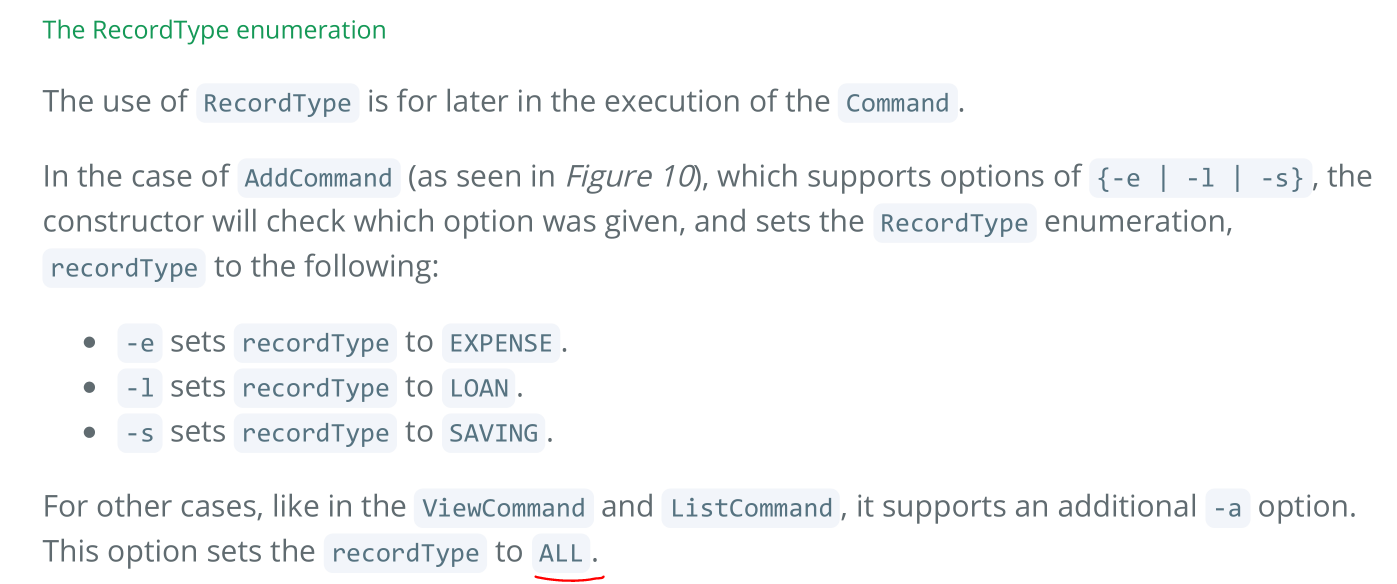 The RecordType enumeration
The use of RecordType is for later in the execution of the Command.
In the case of AddCommand (as seen in Figure 10), which supports options of {-e | -l | -s}, the
constructor will check which option was given, and sets the RecordType enumeration,
recordType to the following:
• -e sets recordType to EXPENSE.
• -l sets recordType to LOAN.
• -s sets recordType to SAVING.
For other cases, like in the ViewCommand and ListCommand, it supports an additional -a option.
This option sets the recordType to ALL.